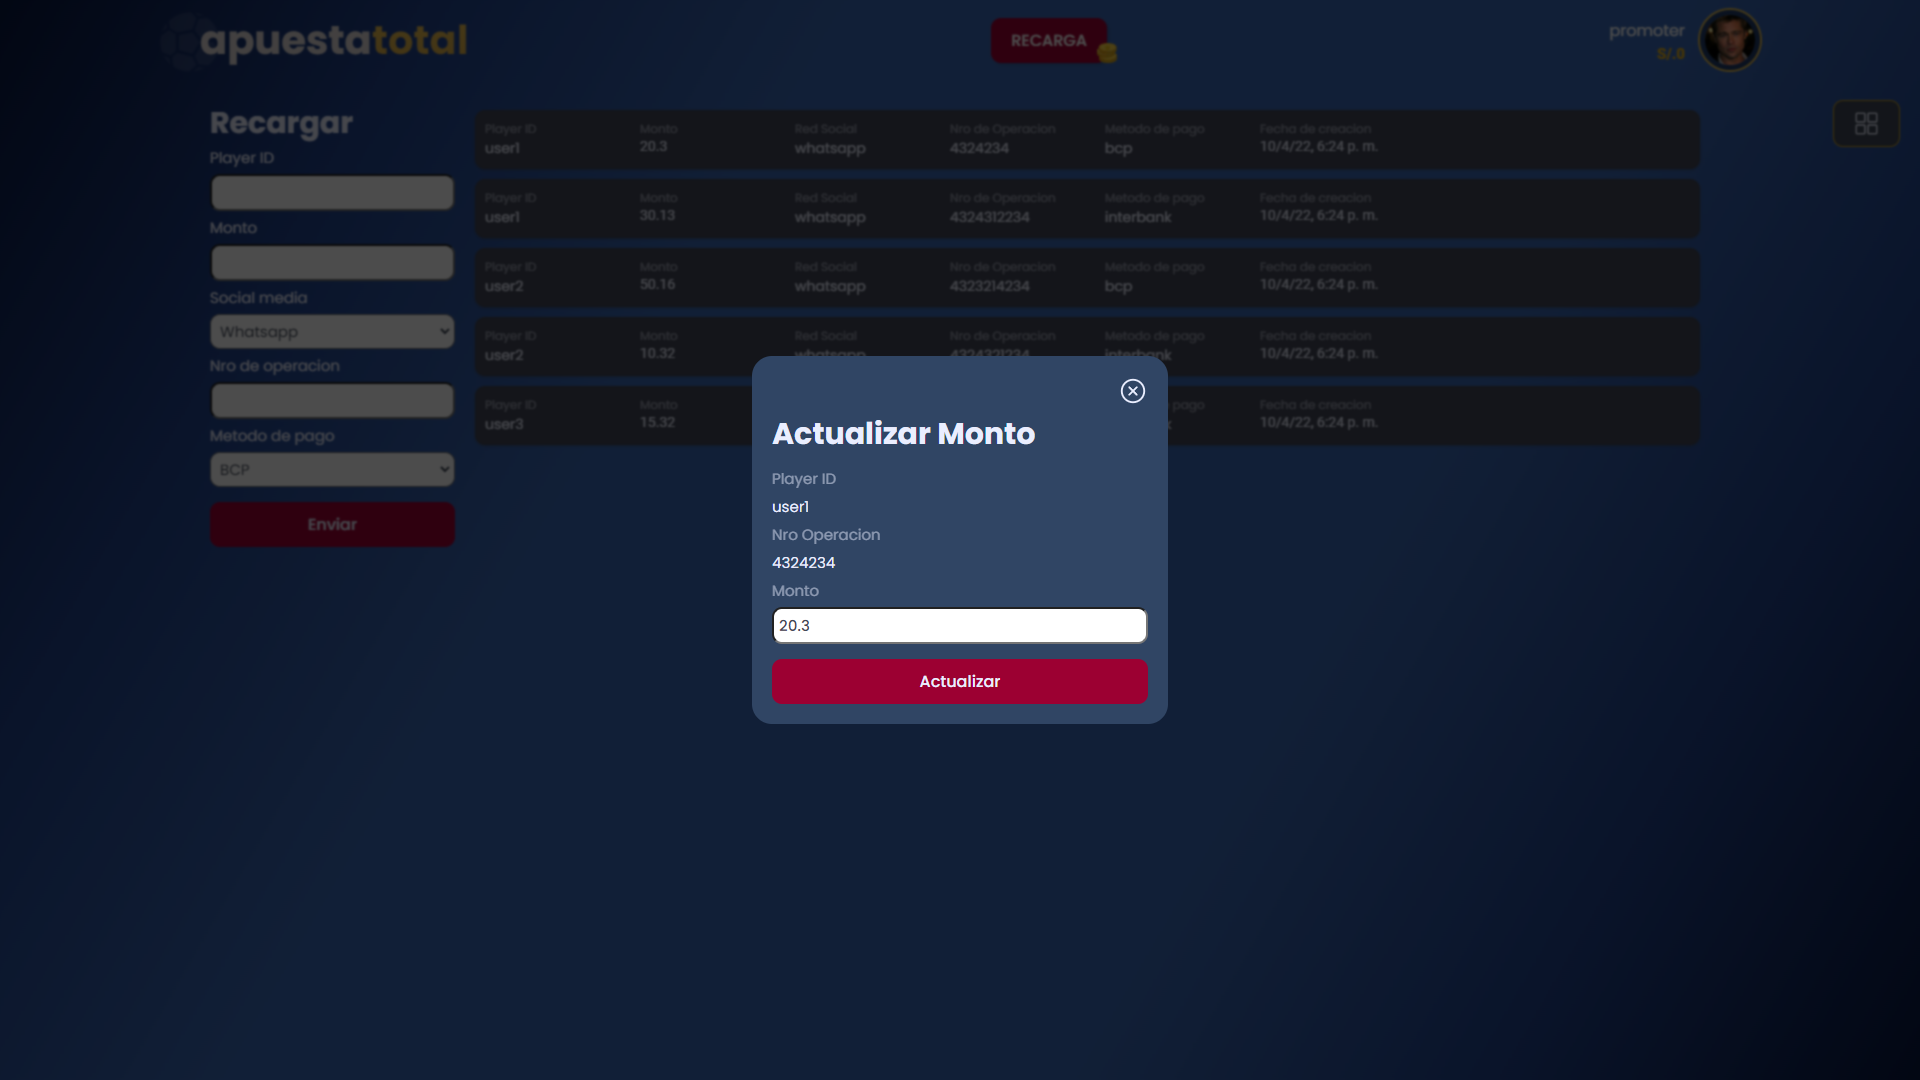 apuestatotal
RECARGA
promoter
S/.0
Recargar
Player ID
Monto
Social media
Whatsapp
Nro de operacion
Metodo de pago
BCP
Enviar
Player ID Monto Red Social Nro de Operacion Metodo de pago Fecha de creacion
user1 20.3 whatsapp 4324234 bcp 10/4/22, 6:24 p. m.
Player ID Monto Red Social Nro de Operacion Metodo de pago Fecha de creacion
user1 30.13 whatsapp 4324312234 interbank 10/4/22, 6:24 p. m.
Player ID Monto Red Social Nro de Operacion Metodo de pago Fecha de creacion
user2 50.16 whatsapp 4323214234 bcp 10/4/22, 6:24 p. m.
Player ID Monto Red Social Nro de Operacion Metodo de pago Fecha de creacion
user2 10.32 whatsapp 4324321234 interbank 10/4/22, 6:24 p. m.
Player ID Monto pago Fecha de creacion
user3 15.32 10/4/22, 6:24 p. m.
Actualizar Monto
Player ID
user1
Nro Operacion
4324234
Monto
20.3
Actualizar